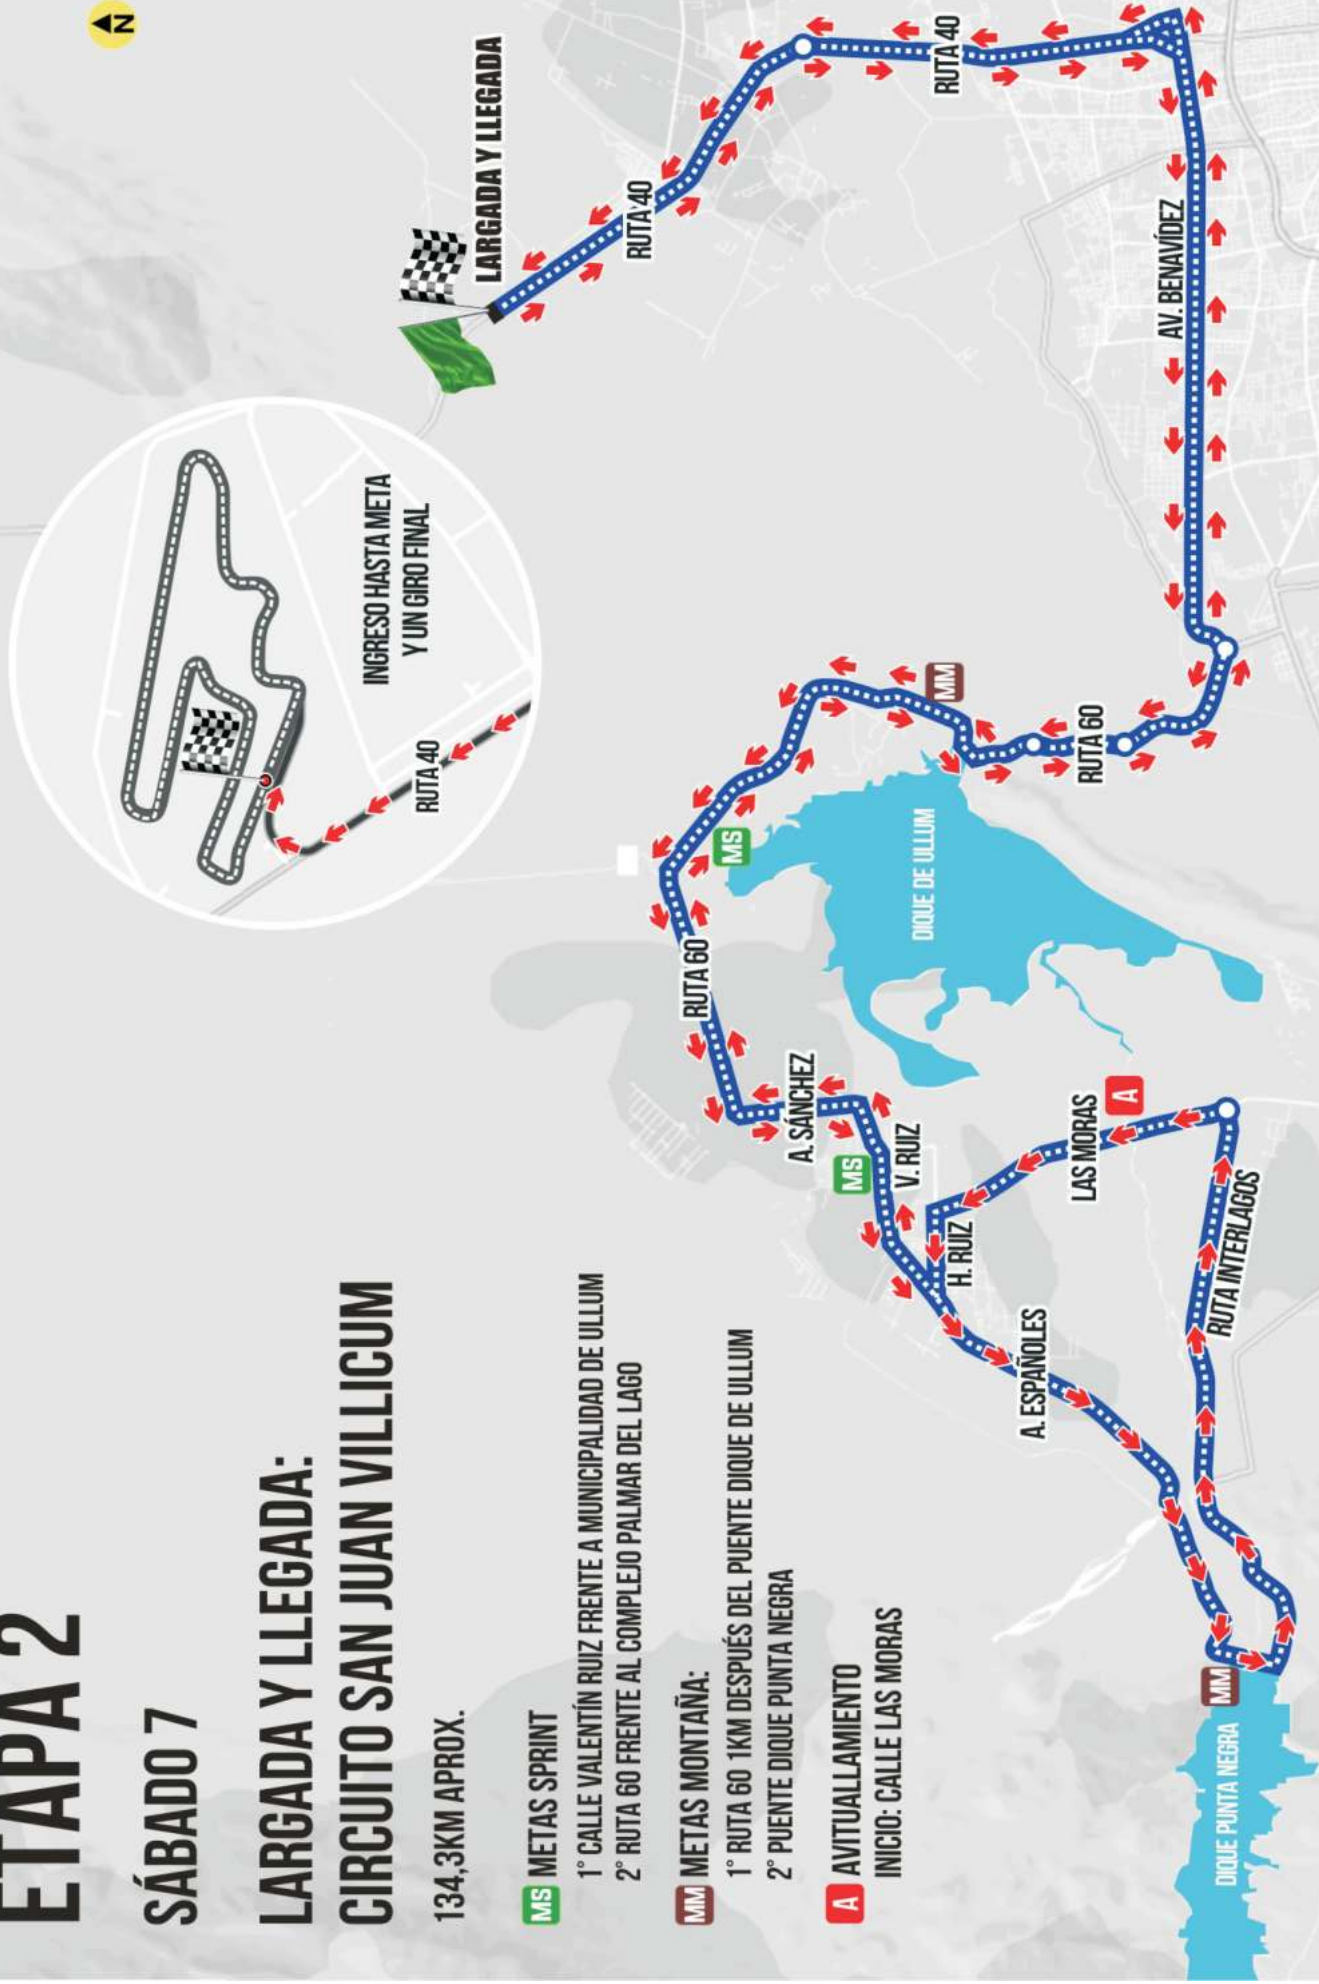 ETAPA 2
SÁBADO 7
LARGADA Y LLEGADA:
CIRCUITO SAN JUAN VILLICUM
134,3KM APROX.
MS METAS SPRINT
1° CALLE VALENTÍN RUIZ FRENTE A MUNICIPALIDAD DE ULLUM
2° RUTA 60 FRENTE AL COMPLEJO PALMAR DEL LAGO
MM METAS MONTAÑA:
1° RUTA 60 1KM DESPUÉS DEL PUENTE DIQUE DE ULLUM
2° PUENTE DIQUE PUNTA NEGRA
A AVITUALLAMIENTO
INICIO: CALLE LAS MORAS
INGRESO HASTA META
Y UN GIRO FINAL
RUTA 40
N
LARGADA Y LLEGADA
RUTA 40
RUTA 40
AV. BENAVÍDEZ
RUTA 60
MM
MS
DIQUE DE ULLUM
RUTA 60
A. SÁNCHEZ
MS
V. RUIZ
H. RUIZ
LAS MORAS
A
A. ESPAÑOLES
RUTA INTERLAGOS
MM
DIQUE PUNTA NEGRA